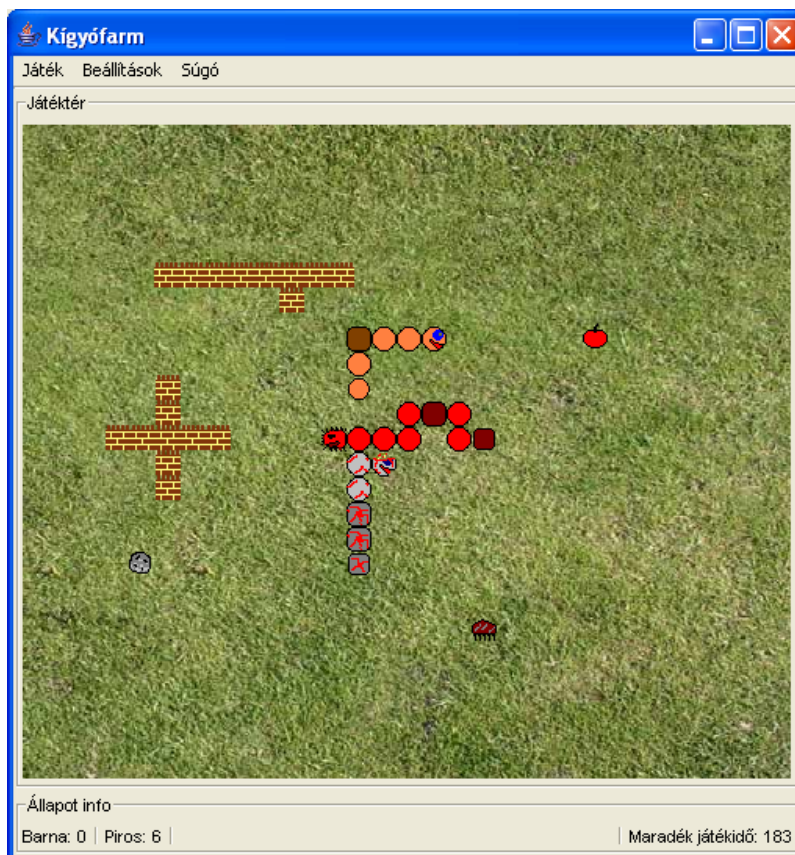 Kígyófarm
Játék Beállítások Súgó
Játéktér
Állapot info
Barna: 0 Piros: 6 Maradék játékidő: 183